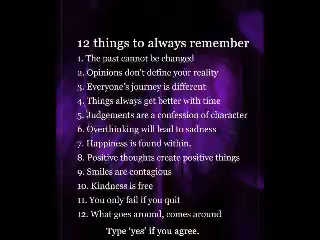 12 things to always remember
1. The past cannot be changed
2. Opinions don't define your reality
3. Everyone's journey is different
4. Things always get better with time
5. Judgements are a confession of character
6. Overthinking will lead to sadness
7. Happiness is found within.
8. Positive thoughts create positive things
9. Smiles are contagious
10. Kindness is free
11. You only fail if you quit
12. What goes around, comes around
Type 'yes' if you agree.